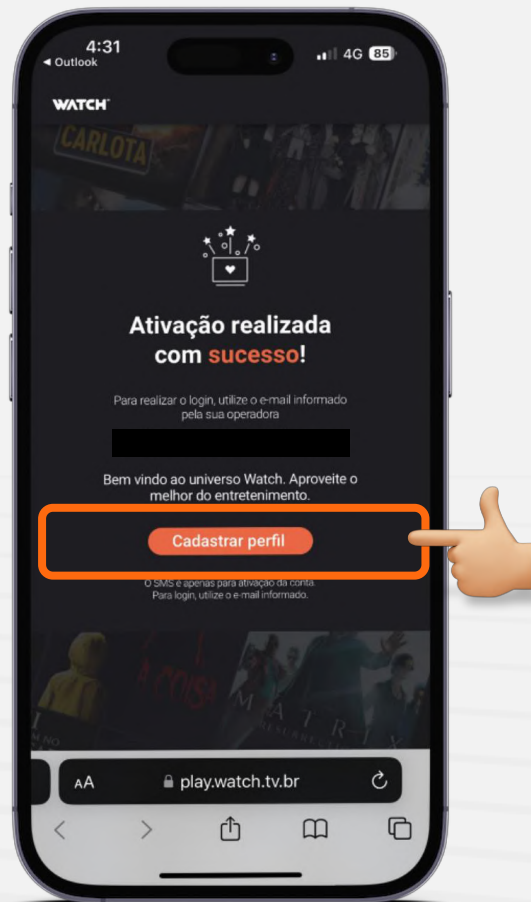 4:31
◀ Outlook
4G 85
WATCH
CARLOTA
Ativação realizada
com sucesso!
Para realizar o login, utilize o e-mail informado
pela sua operadora
Bem vindo ao universo Watch. Aproveite o
melhor do entretenimento.
Cadastrar perfil
O SMS é apenas para ativação da conta.
Para login, utilize o e-mail informado.
A COISA
MATRIX
RESURRECTIONS
AA play.watch.tv.br